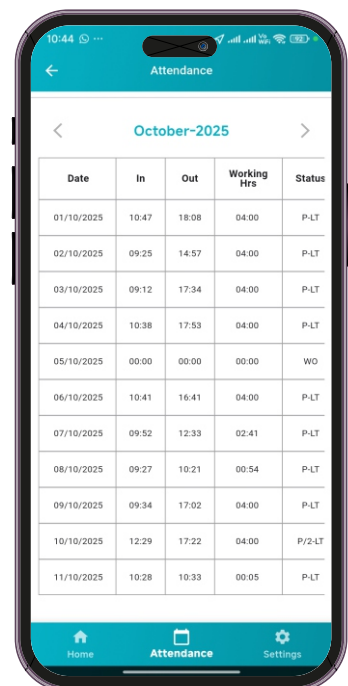 10:44 ... Vo WiFi 92
Attendance
October-2025
Date In Out Working Hrs Status
01/10/2025 10:47 18:08 04:00 P-LT
02/10/2025 09:25 14:57 04:00 P-LT
03/10/2025 09:12 17:34 04:00 P-LT
04/10/2025 10:38 17:53 04:00 P-LT
05/10/2025 00:00 00:00 00:00 WO
06/10/2025 10:41 16:41 04:00 P-LT
07/10/2025 09:52 12:33 02:41 P-LT
08/10/2025 09:27 10:21 00:54 P-LT
09/10/2025 09:34 17:02 04:00 P-LT
10/10/2025 12:29 17:22 04:00 P/2-LT
11/10/2025 10:28 10:33 00:05 P-LT
Home Attendance Settings